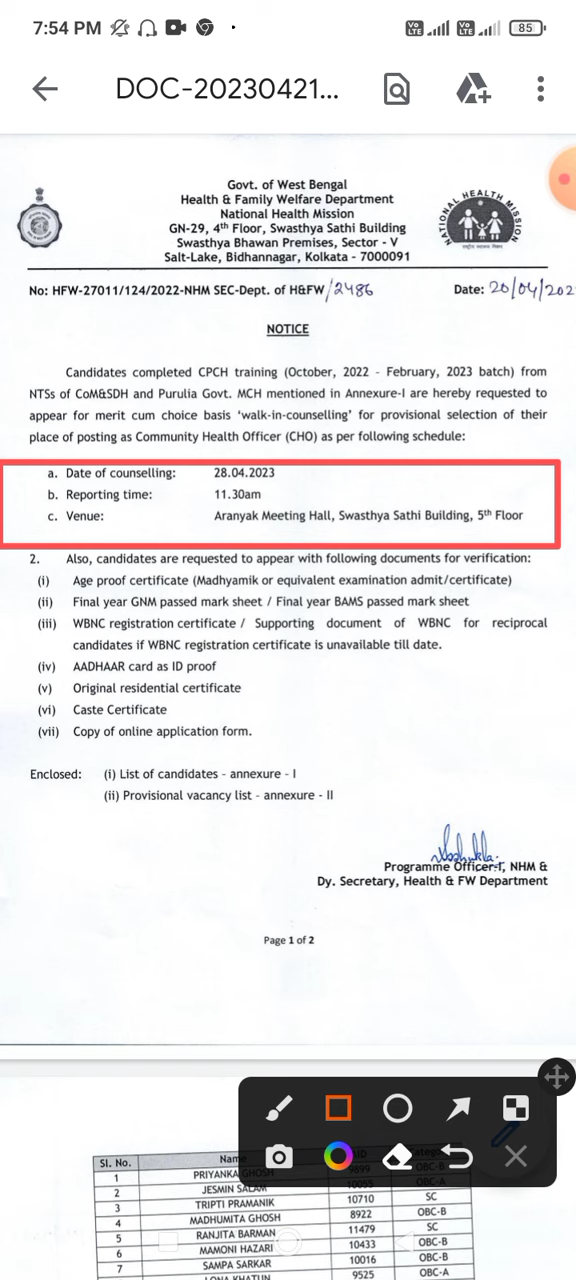 7:54 PM
85
DOC-20230421...
Govt. of West Bengal
Health & Family Welfare Department
National Health Mission
GN-29, 4th Floor, Swasthya Sathi Building
Swasthya Bhawan Premises, Sector - V
Salt-Lake, Bidhannagar, Kolkata - 7000091
NATIONAL HEALTH MISSION
No: HFW-27011/124/2022-NHM SEC-Dept. of H&FW/2486 Date: 20/04/202
NOTICE
Candidates completed CPCH training (October, 2022 - February, 2023 batch) from
NTSs of CoM&SDH and Purulia Govt. MCH mentioned in Annexure-I are hereby requested to
appear for merit cum choice basis ‘walk-in-counselling’ for provisional selection of their
place of posting as Community Health Officer (CHO) as per following schedule:
a. Date of counselling: 28.04.2023
b. Reporting time: 11.30am
c. Venue: Aranyak Meeting Hall, Swasthya Sathi Building, 5th Floor
2. Also, candidates are requested to appear with following documents for verification:
(i) Age proof certificate (Madhyamik or equivalent examination admit/certificate)
(ii) Final year GNM passed mark sheet / Final year BAMS passed mark sheet
(iii) WBNC registration certificate / Supporting document of WBNC for reciprocal
candidates if WBNC registration certificate is unavailable till date.
(iv) AADHAAR card as ID proof
(v) Original residential certificate
(vi) Caste Certificate
(vii) Copy of online application form.
Enclosed: (i) List of candidates - annexure - I
(ii) Provisional vacancy list - annexure - II
Programme Officer-I, NHM &
Dy. Secretary, Health & FW Department
Page 1 of 2
Sl. No. Name
1 PRIYANKA GHOSH 9899 OBC-B
2 JESMIN SALAM 10055 OBC-A
3 TRIPTI PRAMANIK 10710 SC
4 MADHUMITA GHOSH 8922 OBC-B
5 RANJITA BARMAN 11479 SC
6 MAMONI HAZARI 10433 OBC-B
7 SAMPA SARKAR 10016 OBC-B
KHATUN 9525 OBC-A